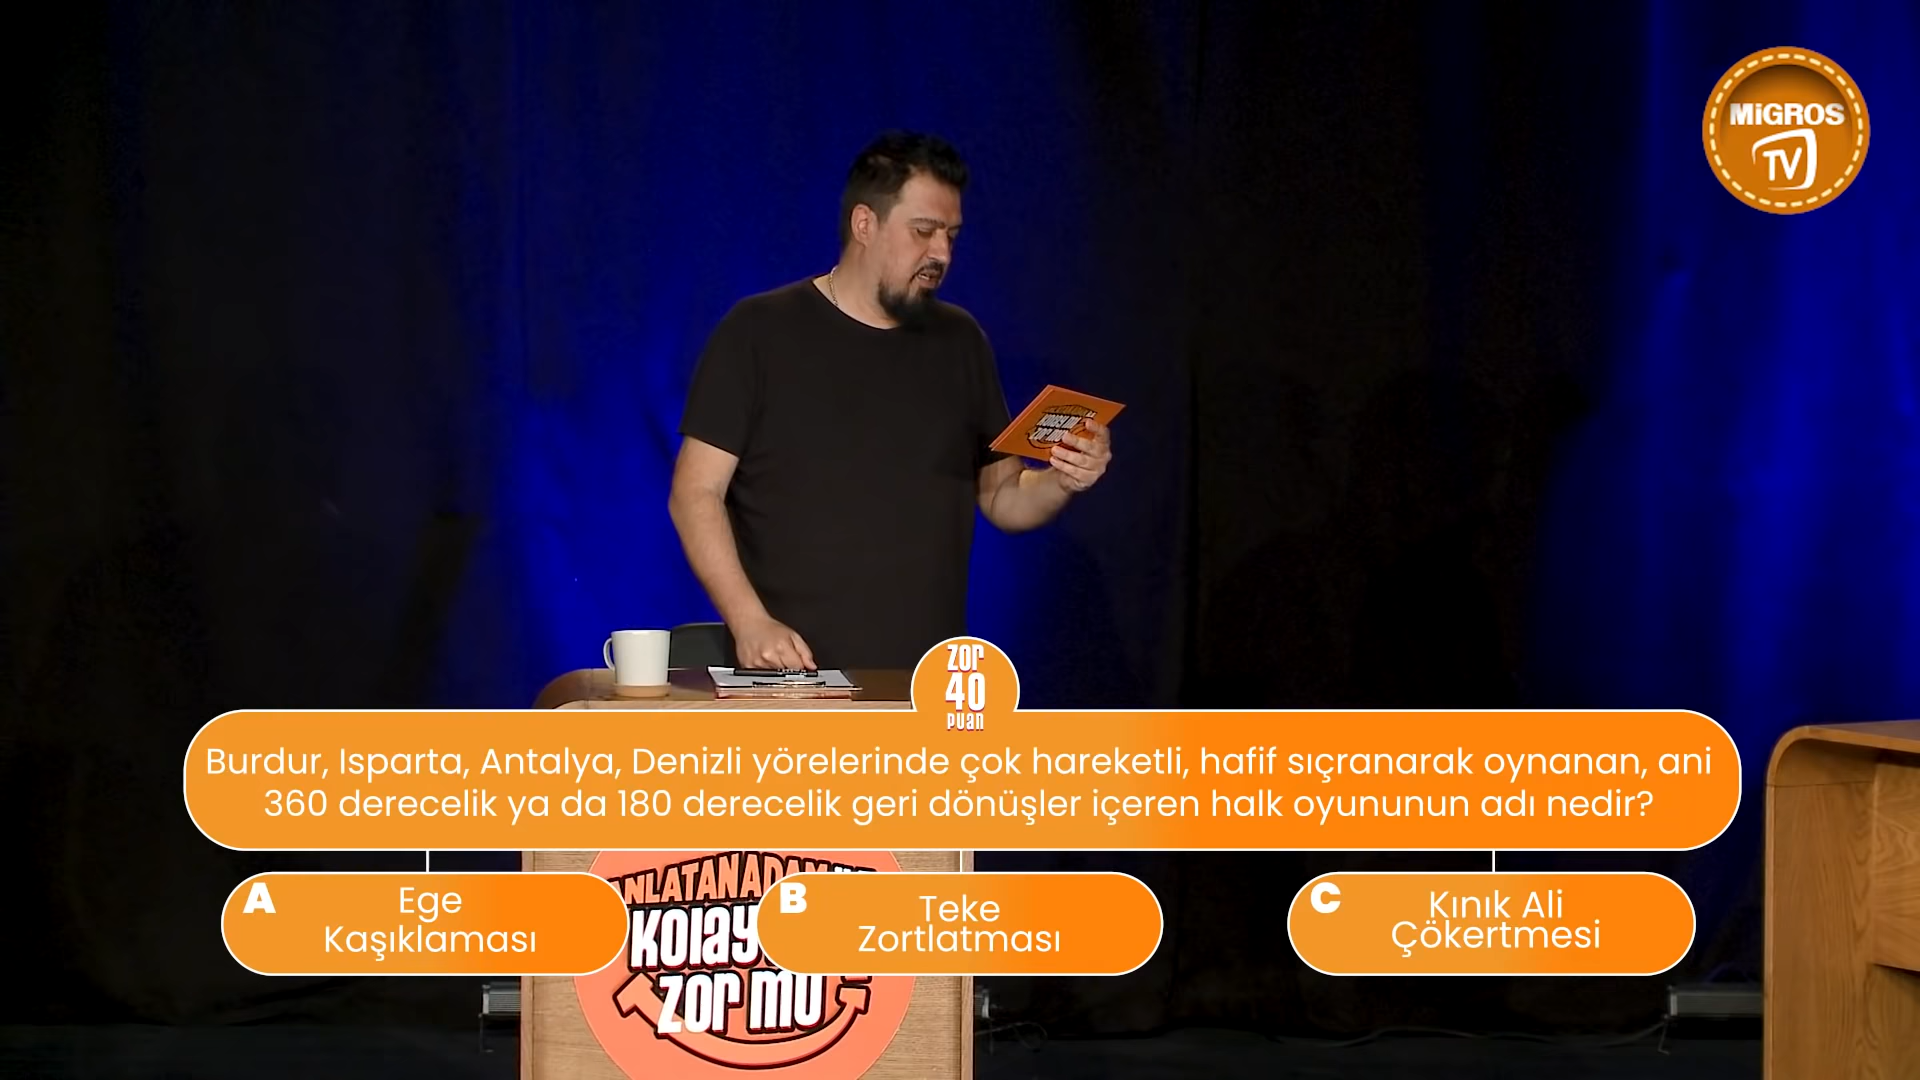 MiGROS
TV
ZOR
40
PUAN
Burdur, Isparta, Antalya, Denizli yörelerinde çok hareketli, hafif sıçranarak oynanan, ani
360 derecelik ya da 180 derecelik geri dönüşler içeren halk oyununun adı nedir?
A Ege
Kaşıklaması
B Teke
Zortlatması
C Kınık Ali
Çökertmesi
ANLATANADAM
KOLAY
ZOR MU